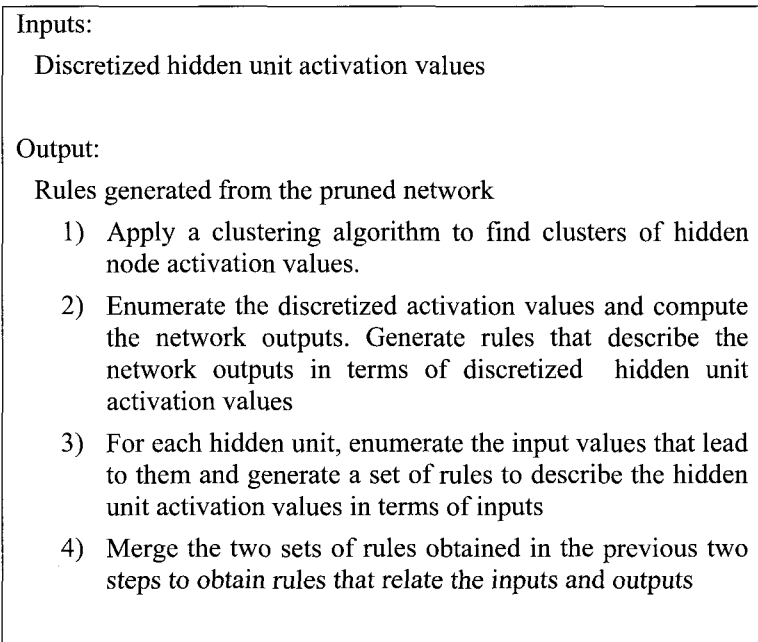 Inputs:
Discretized hidden unit activation values
Output:
Rules generated from the pruned network
1) Apply a clustering algorithm to find clusters of hidden
node activation values.
2) Enumerate the discretized activation values and compute
the network outputs. Generate rules that describe the
network outputs in terms of discretized hidden unit
activation values
3) For each hidden unit, enumerate the input values that lead
to them and generate a set of rules to describe the hidden
unit activation values in terms of inputs
4) Merge the two sets of rules obtained in the previous two
steps to obtain rules that relate the inputs and outputs